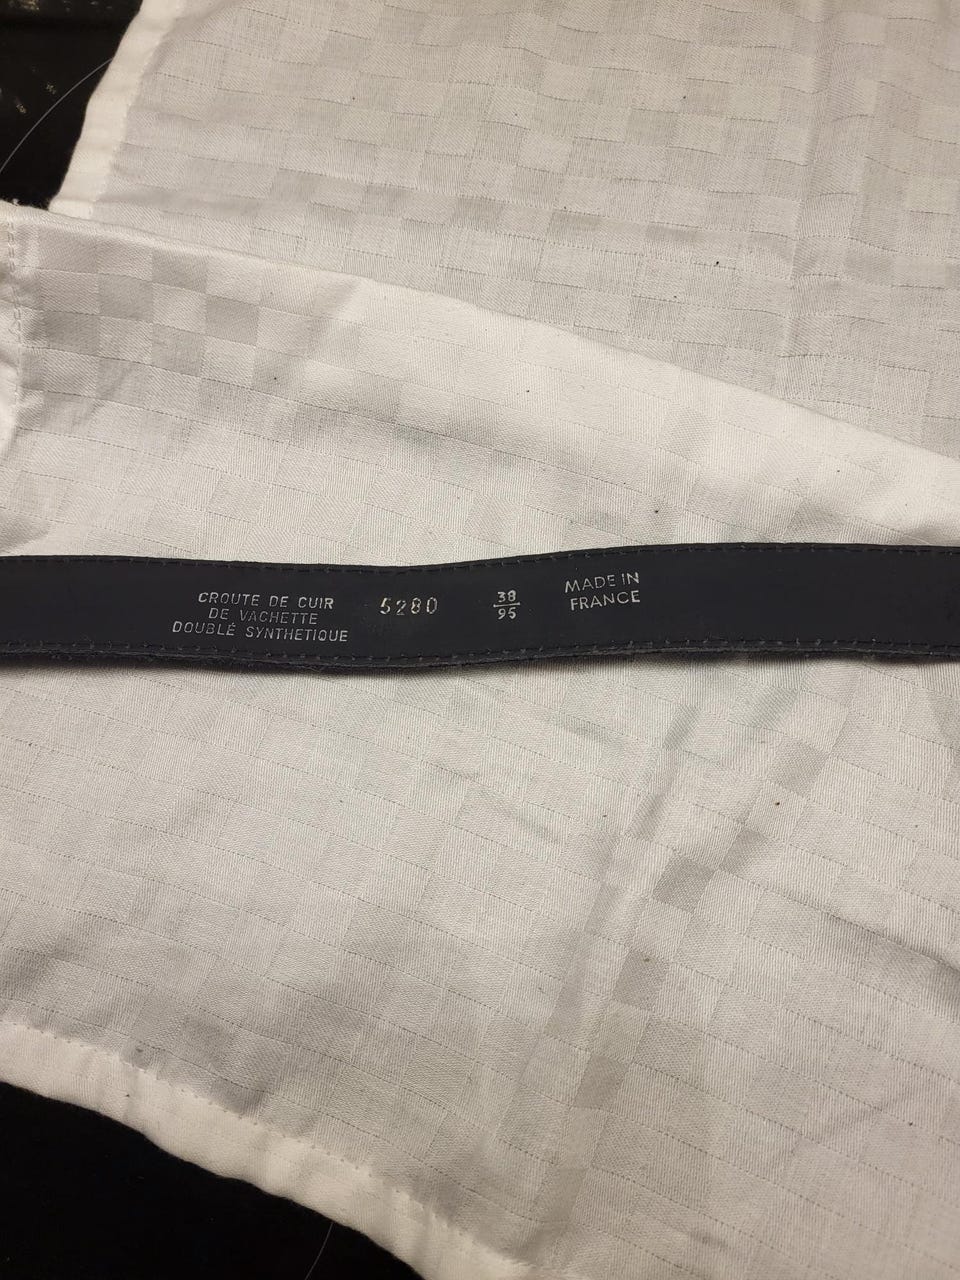 CROUTE DE CUIR
DE VACHETTE
DOUBLÉ SYNTHETIQUE
5280
38
95
MADE IN
FRANCE